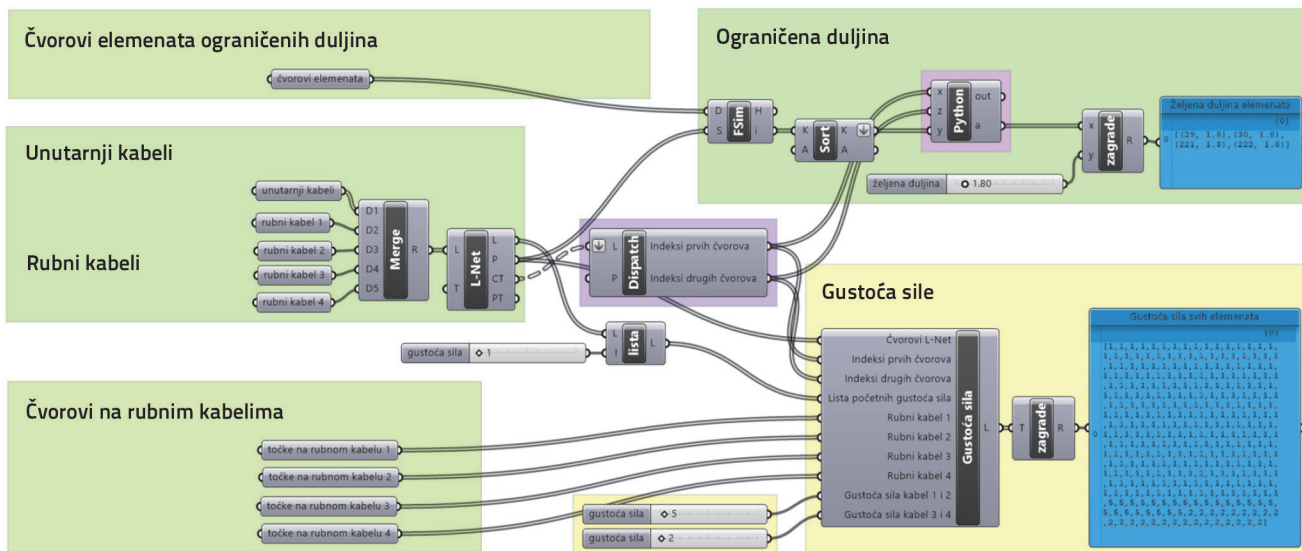 Čvorovi elemenata ograničenih duljina
čvorovi elemenata
Unutarnji kabeli
unutarnji kabeli
rubni kabel 1
rubni kabel 2
rubni kabel 3
rubni kabel 4
Rubni kabeli
D1
D2
D3
D4
D5
Merge
R
L
T
L-Net
L
P
CT
PT
gustoća sila
1
L
I
lista
L
Čvorovi na rubnim kabelima
točke na rubnom kabelu 1
točke na rubnom kabelu 2
točke na rubnom kabelu 3
točke na rubnom kabelu 4
Ograničena duljina
D
S
FSim
H
i
K
A
Sort
K
A
x
z
y
Python
out
a
željena duljina
1.80
x
y
zagrade
R
Željena duljina elemenata
{0}
0
[(29, 1.8),(30, 1.8),
(221, 1.8),(222, 1.8)]
L
P
Dispatch
Indeksi prvih čvorova
Indeksi drugih čvorova
Gustoća sile
Čvorovi L-Net
Indeksi prvih čvorova
Indeksi drugih čvorova
Lista početnih gustoća sila
Rubni kabel 1
Rubni kabel 2
Rubni kabel 3
Rubni kabel 4
Gustoća sila kabel 1 i 2
Gustoća sila kabel 3 i 4
Gustoća sila
L
gustoća sila
5
gustoća sila
2
T
zagrade
R
Gustoća sila svih elemenata
{0}
0